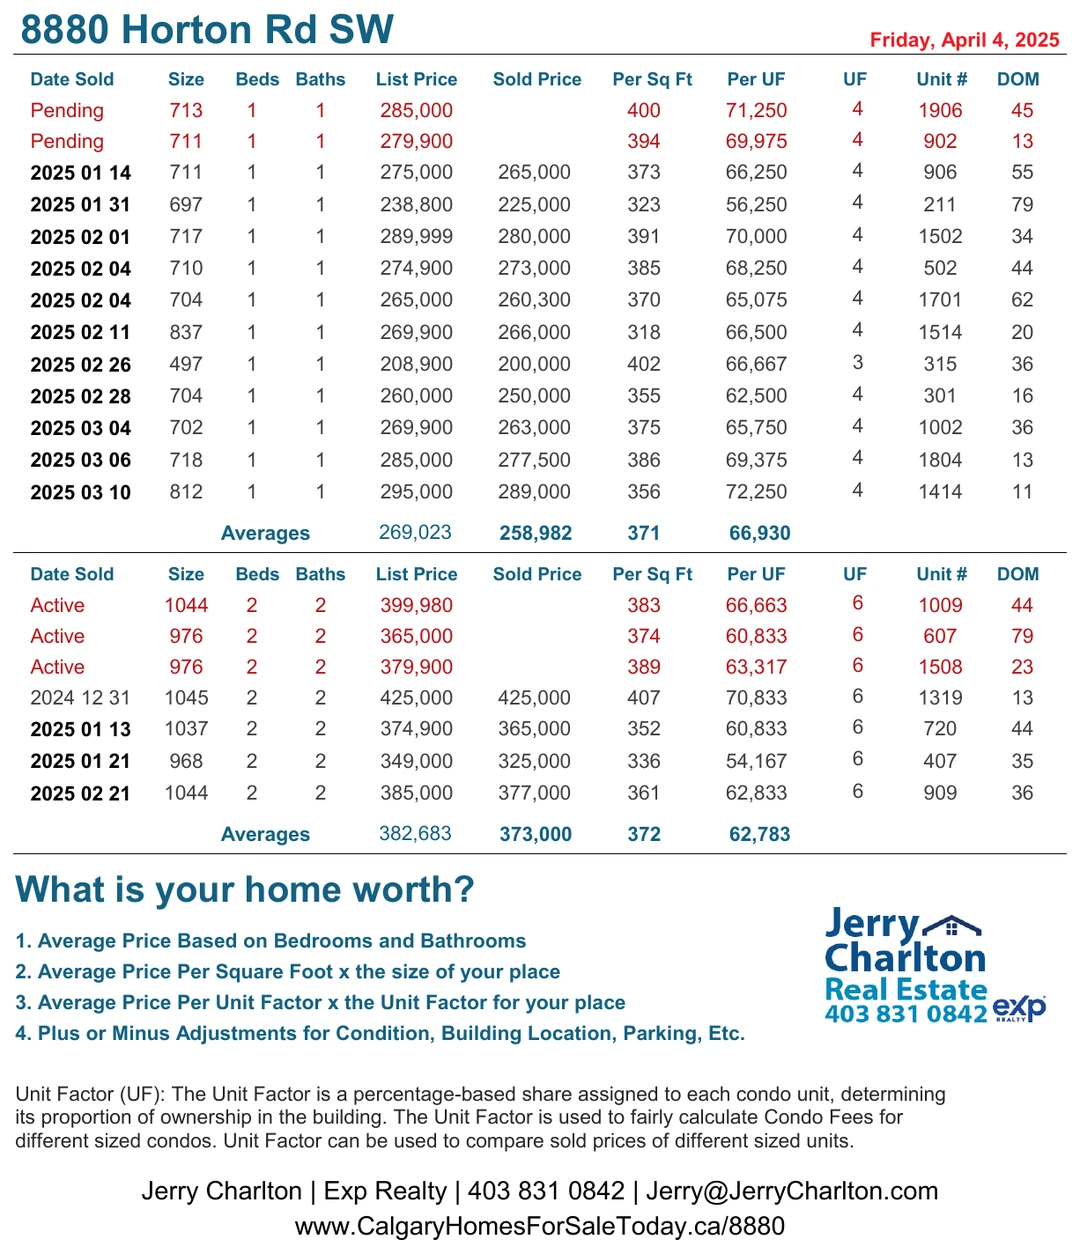 8880 Horton Rd SW
Friday, April 4, 2025
Date Sold Size Beds Baths List Price Sold Price Per Sq Ft Per UF UF Unit # DOM
Pending 713 1 1 285,000 400 71,250 4 1906 45
Pending 711 1 1 279,900 394 69,975 4 902 13
2025 01 14 711 1 1 275,000 265,000 373 66,250 4 906 55
2025 01 31 697 1 1 238,800 225,000 323 56,250 4 211 79
2025 02 01 717 1 1 289,999 280,000 391 70,000 4 1502 34
2025 02 04 710 1 1 274,900 273,000 385 68,250 4 502 44
2025 02 04 704 1 1 265,000 260,300 370 65,075 4 1701 62
2025 02 11 837 1 1 269,900 266,000 318 66,500 4 1514 20
2025 02 26 497 1 1 208,900 200,000 402 66,667 3 315 36
2025 02 28 704 1 1 260,000 250,000 355 62,500 4 301 16
2025 03 04 702 1 1 269,900 263,000 375 65,750 4 1002 36
2025 03 06 718 1 1 285,000 277,500 386 69,375 4 1804 13
2025 03 10 812 1 1 295,000 289,000 356 72,250 4 1414 11
Averages 269,023 258,982 371 66,930
Date Sold Size Beds Baths List Price Sold Price Per Sq Ft Per UF UF Unit # DOM
Active 1044 2 2 399,980 383 66,663 6 1009 44
Active 976 2 2 365,000 374 60,833 6 607 79
Active 976 2 2 379,900 389 63,317 6 1508 23
2024 12 31 1045 2 2 425,000 425,000 407 70,833 6 1319 13
2025 01 13 1037 2 2 374,900 365,000 352 60,833 6 720 44
2025 01 21 968 2 2 349,000 325,000 336 54,167 6 407 35
2025 02 21 1044 2 2 385,000 377,000 361 62,833 6 909 36
Averages 382,683 373,000 372 62,783
What is your home worth?
1. Average Price Based on Bedrooms and Bathrooms
2. Average Price Per Square Foot x the size of your place
3. Average Price Per Unit Factor x the Unit Factor for your place
4. Plus or Minus Adjustments for Condition, Building Location, Parking, Etc.
Jerry
Charlton
Real Estate
403 831 0842
exp
REALTY
Unit Factor (UF): The Unit Factor is a percentage-based share assigned to each condo unit, determining
its proportion of ownership in the building. The Unit Factor is used to fairly calculate Condo Fees for
different sized condos. Unit Factor can be used to compare sold prices of different sized units.
Jerry Charlton | Exp Realty | 403 831 0842 | Jerry@JerryCharlton.com
www.CalgaryHomesForSaleToday.ca/8880